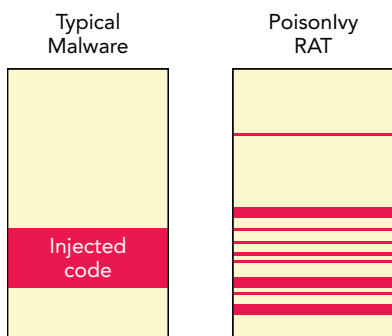 Typical
Malware
PoisonIvy
RAT
Injected
code